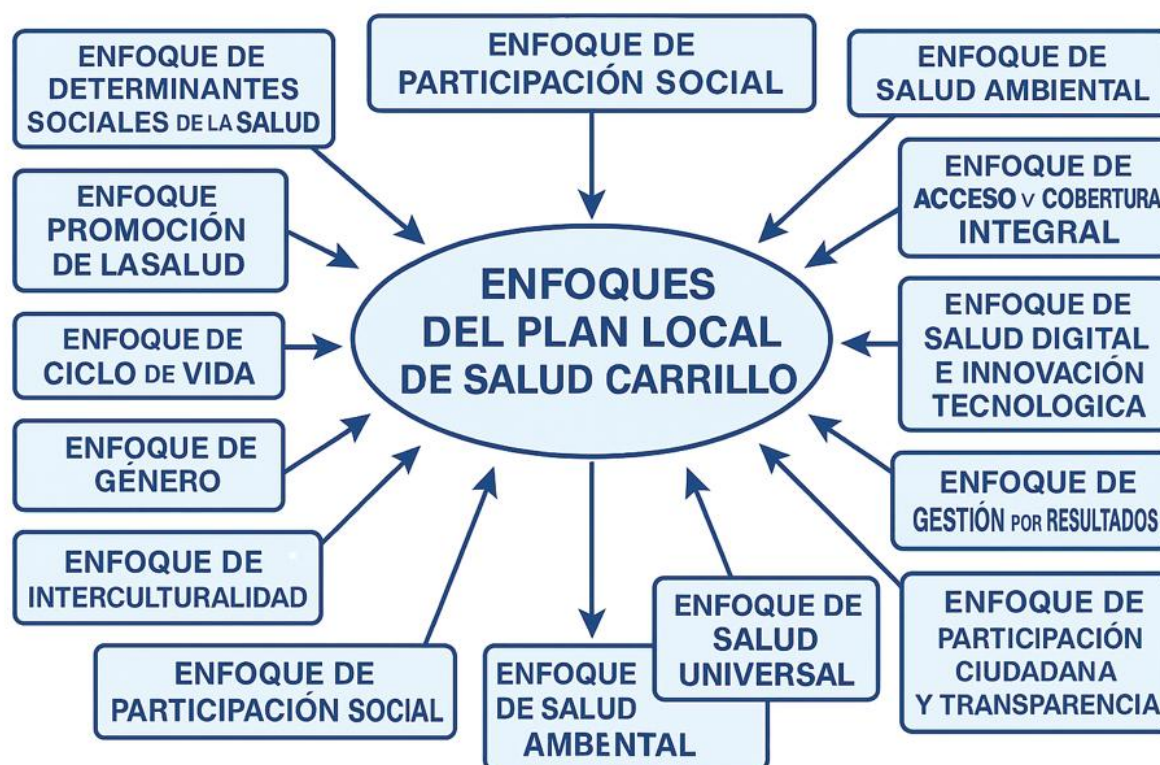 ENFOQUE DE
DETERMINANTES
SOCIALES DE LA SALUD
ENFOQUE DE
PARTICIPACIÓN SOCIAL
ENFOQUE DE
SALUD AMBIENTAL
ENFOQUE
PROMOCIÓN
DE LASALUD
ENFOQUE DE
ACCESO Y COBERTURA
INTEGRAL
ENFOQUES
DEL PLAN LOCAL
DE SALUD CARRILLO
ENFOQUE DE
CICLO DE VIDA
ENFOQUE DE
SALUD DIGITAL
E INNOVACIÓN
TECNOLOGICA
ENFOQUE DE
GÉNERO
ENFOQUE DE
GESTIÓN POR RESULTADOS
ENFOQUE DE
INTERCULTURALIDAD
ENFOQUE DE
PARTICIPACIÓN SOCIAL
ENFOQUE
DE SALUD
AMBENTAL
ENFOQUE DE
SALUD
UNIVERSAL
ENFOQUE DE
PARTICIPACIÓN
CIUDADANA
Y TRANSPARENCIA